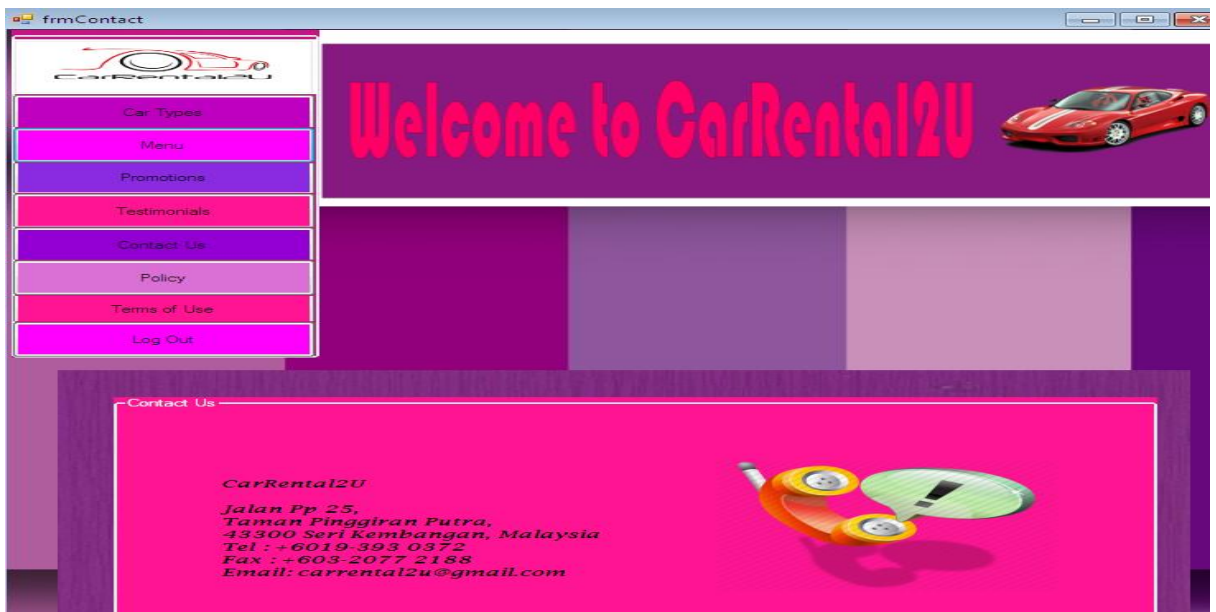 frmContact
CarRental2U
Car Types
Menu
Promotions
Testimonials
Contact Us
Policy
Terms of Use
Log Out
Welcome to CarRental2U
Contact Us
CarRental2U
Jalan Pp 25,
Taman Pinggiran Putra,
43300 Seri Kembangan, Malaysia
Tel : +6019-393 0372
Fax : +603-2077 2188
Email: carrental2u@gmail.com